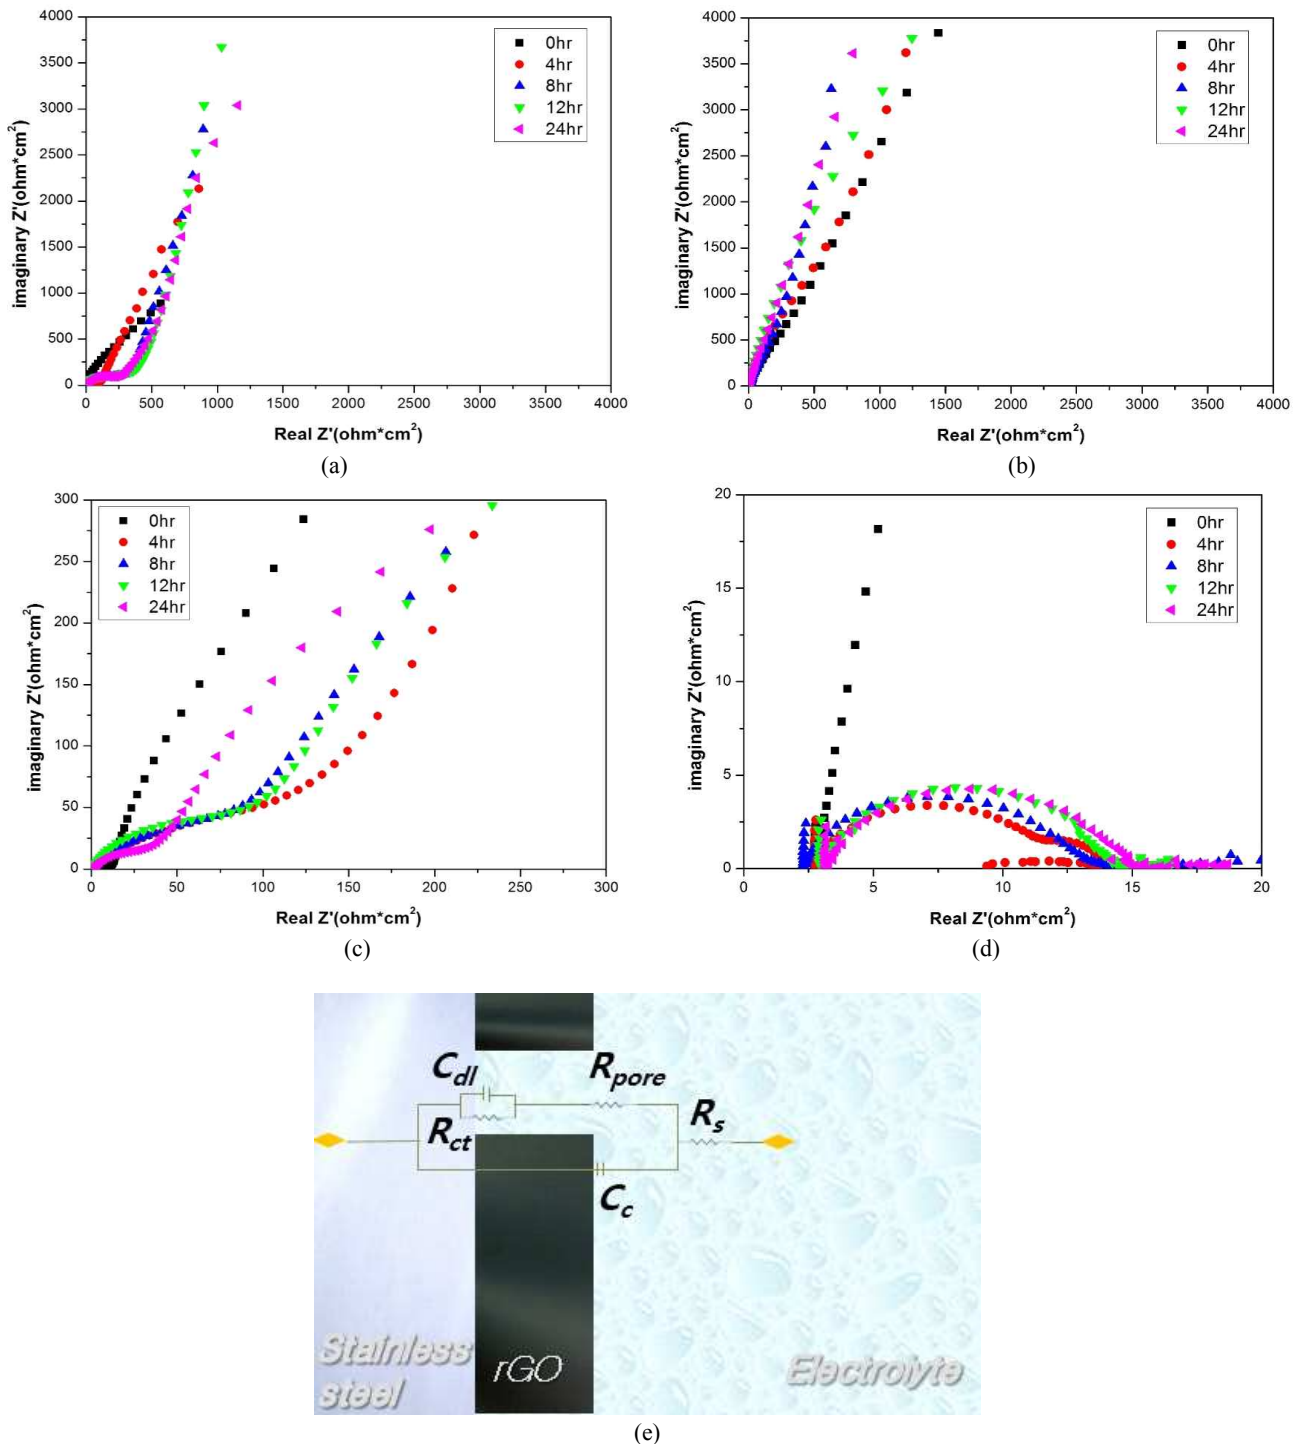 4000
3500
3000
2500
2000
1500
1000
500
0
imaginary Z'(ohm*cm²)
0hr
4hr
8hr
12hr
24hr
0 500 1000 1500 2000 2500 3000 3500 4000
Real Z'(ohm*cm²)
(a)
4000
3500
3000
2500
2000
1500
1000
500
0
imaginary Z'(ohm*cm²)
0hr
4hr
8hr
12hr
24hr
0 500 1000 1500 2000 2500 3000 3500 4000
Real Z'(ohm*cm²)
(b)
300
250
200
150
100
50
0
imaginary Z'(ohm*cm²)
0hr
4hr
8hr
12hr
24hr
0 50 100 150 200 250 300
Real Z'(ohm*cm²)
(c)
20
15
10
5
0
imaginary Z'(ohm*cm²)
0hr
4hr
8hr
12hr
24hr
0 5 10 15 20
Real Z'(ohm*cm²)
(d)
C_dl R_pore
R_ct R_s
C_c
Stainless
steel
rGO
Electrolyte
(e)